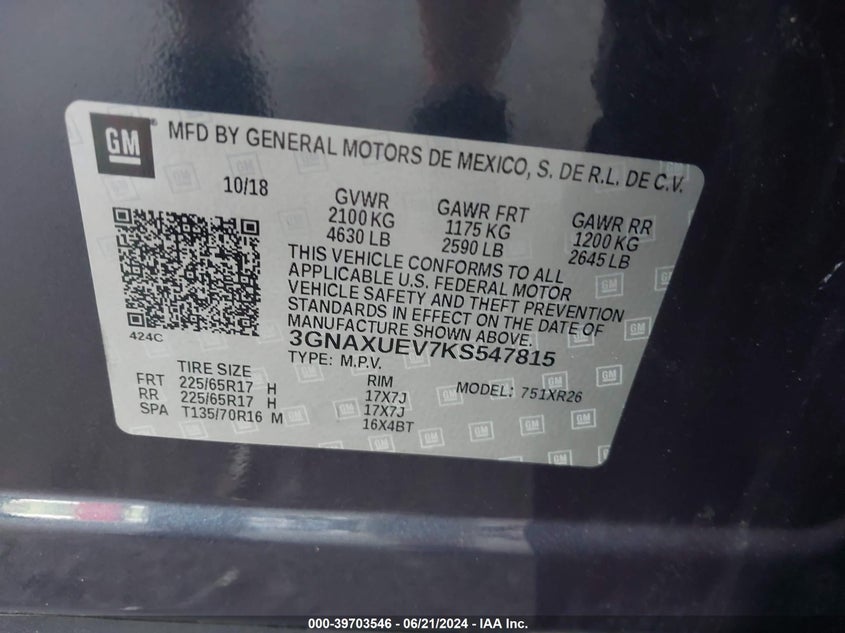 GM
MFD BY GENERAL MOTORS DE MEXICO, S. DE R.L. DE C.V.
10/18
GVWR GAWR FRT GAWR RR
2100 KG 1175 KG 1200 KG
4630 LB 2590 LB 2645 LB
THIS VEHICLE CONFORMS TO ALL
APPLICABLE U.S. FEDERAL MOTOR
VEHICLE SAFETY AND THEFT PREVENTION
STANDARDS IN EFFECT ON THE DATE OF
MANUFACTURE SHOWN ABOVE.
424C
3GNAXUEV7KS547815
TYPE: M.P.V. MODEL: 751XR26
TIRE SIZE RIM
FRT 225/65R17 H 17X7J
RR 225/65R17 H 17X7J
SPA T135/70R16 M 16X4BT
000-39703546 - 06/21/2024 - IAA Inc.